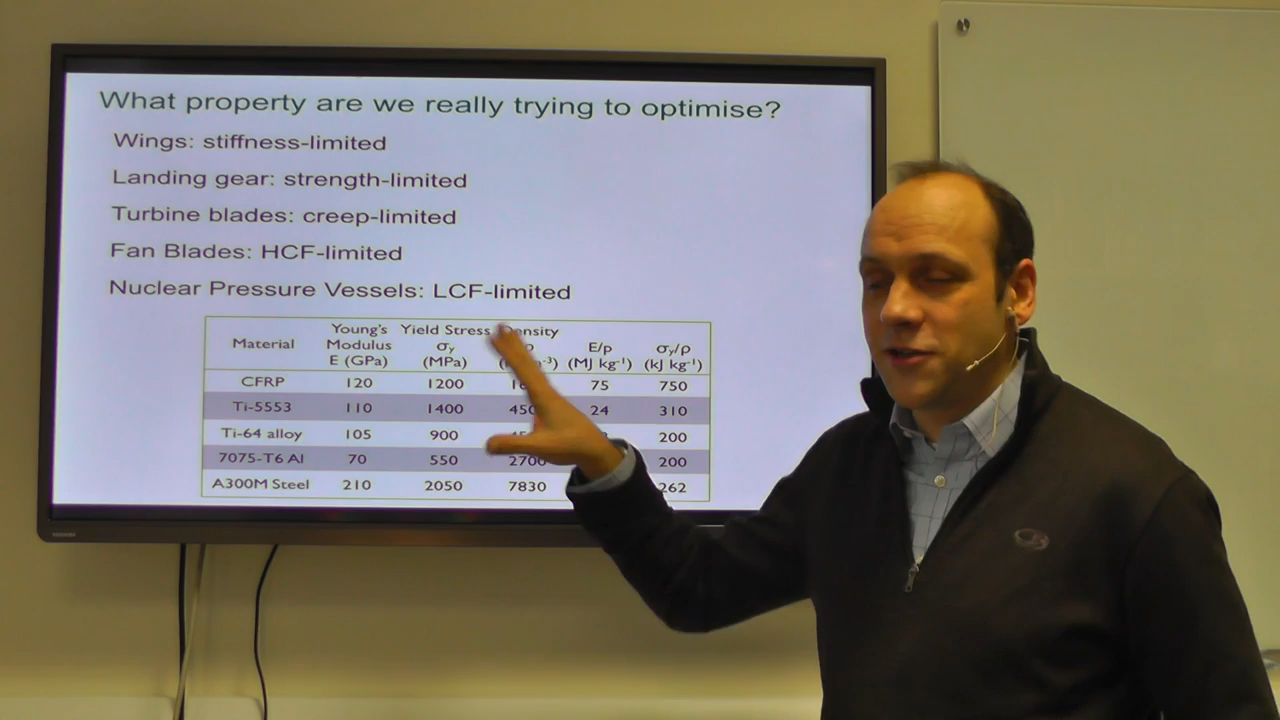 What property are we really trying to optimise?
Wings: stiffness-limited
Landing gear: strength-limited
Turbine blades: creep-limited
Fan Blades: HCF-limited
Nuclear Pressure Vessels: LCF-limited
Material Young's Modulus E (GPa) Yield Stress σy (MPa) Density E/ρ (MJ kg⁻¹) σy/ρ (kJ kg⁻¹)
CFRP 120 1200 75 750
Ti-5553 110 1400 24 310
Ti-64 alloy 105 900 200
7075-T6 Al 70 550 2700 200
A300M Steel 210 2050 7830 262
TOSHIBA